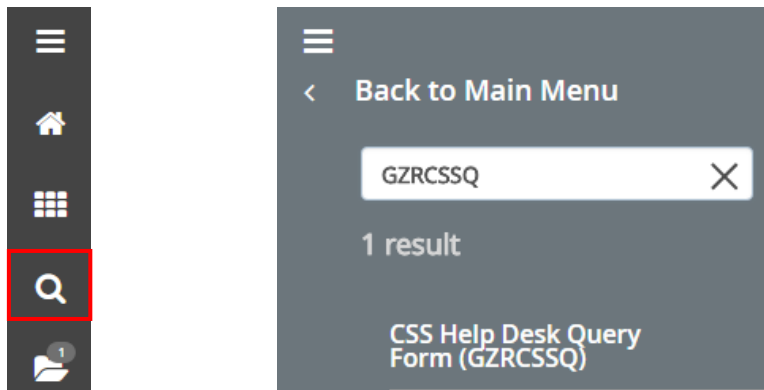 1
Back to Main Menu
GZRCSSQ
1 result
CSS Help Desk Query
Form (GZRCSSQ)